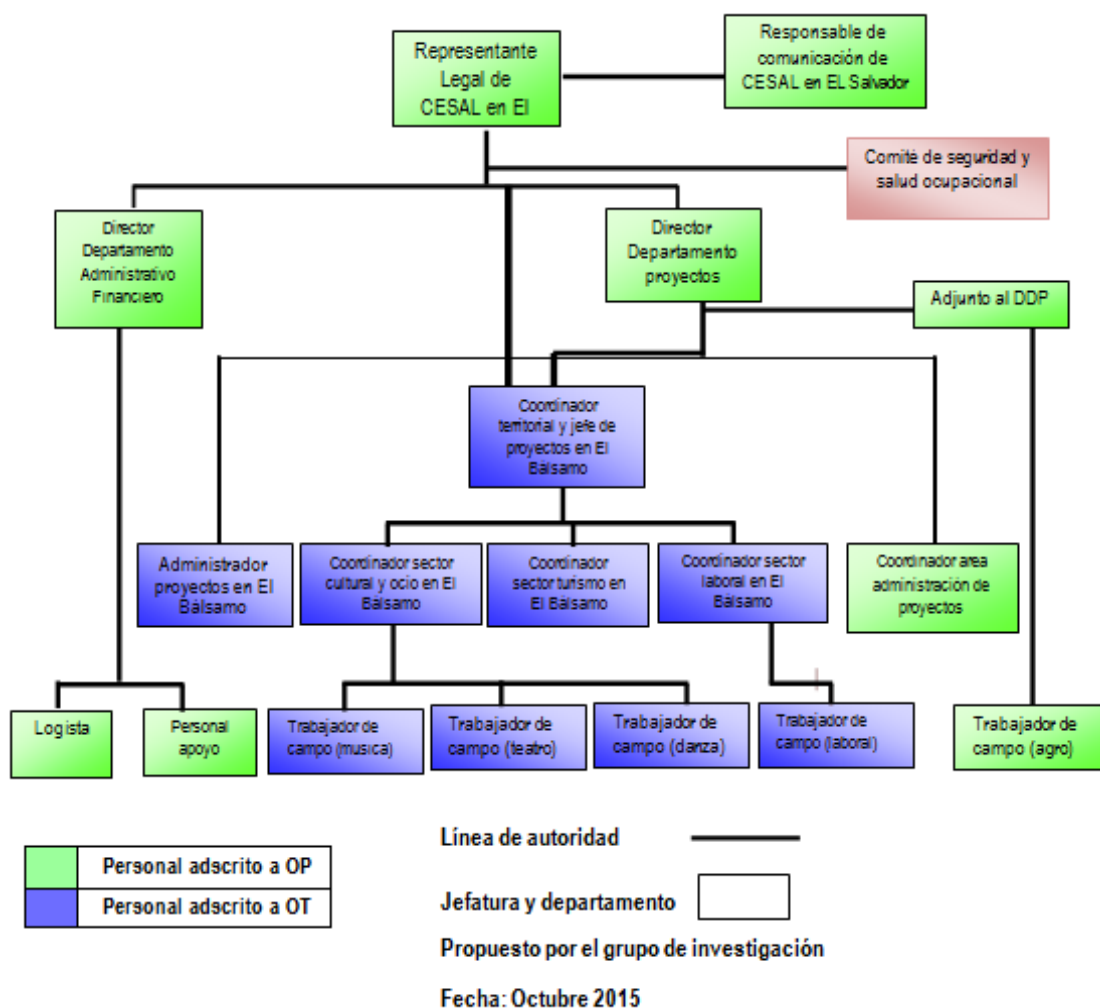 Representante
Legal de
CESAL en El
Responsable de
comunicación de
CESAL en EL Salvador
Comité de seguridad y
salud ocupacional
Director
Departamento
Administrativo
Financiero
Director
Departamento
proyectos
Adjunto al DDP
Coordinador
territorial y jefe de
proyectos en El
Bálsamo
Administrador
proyectos en El
Bálsamo
Coordinador sector
cultural y ocio en El
Bálsamo
Coordinador
sector turismo en
El Bálsamo
Coordinador sector
laboral en El
Bálsamo
Coordinador area
administración de
proyectos
Logista
Personal
apoyo
Trabajador de
campo (musica)
Trabajador de
campo (teatro)
Trabajador de
campo (danza)
Trabajador de
campo (laboral)
Trabajador de
campo (agro)
Personal adscrito a OP
Personal adscrito a OT
Línea de autoridad
Jefatura y departamento
Propuesto por el grupo de investigación
Fecha: Octubre 2015